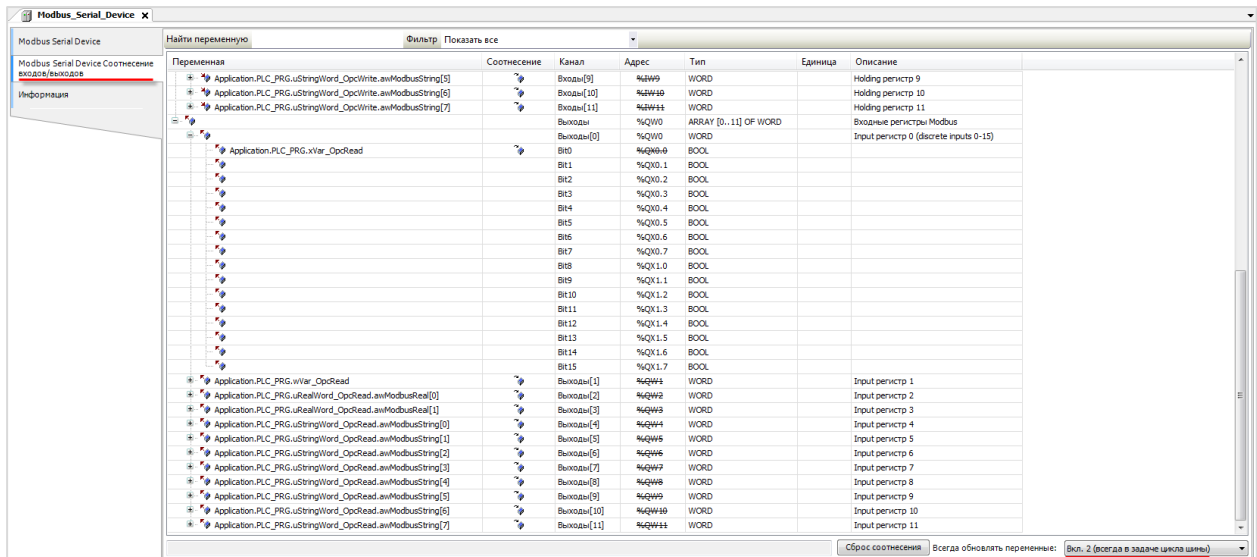 Modbus_Serial_Device X
Modbus Serial Device
Modbus Serial Device Соотнесение входов/выходов
Информация
Найти переменную Фильтр Показать все
Переменная Соотнесение Канал Адрес Тип Единица Описание
Application.PLC_PRG.uStringWord_OpcWrite.awModbusString[5] Входы[9] %IW9 WORD Holding регистр 9
Application.PLC_PRG.uStringWord_OpcWrite.awModbusString[6] Входы[10] %IW10 WORD Holding регистр 10
Application.PLC_PRG.uStringWord_OpcWrite.awModbusString[7] Входы[11] %IW11 WORD Holding регистр 11
Выходы %QW0 ARRAY [0..11] OF WORD Входные регистры Modbus
Выходы[0] %QW0 WORD Input регистр 0 (discrete inputs 0-15)
Application.PLC_PRG.xVar_OpcRead Bit0 %QX0.0 BOOL
Bit1 %QX0.1 BOOL
Bit2 %QX0.2 BOOL
Bit3 %QX0.3 BOOL
Bit4 %QX0.4 BOOL
Bit5 %QX0.5 BOOL
Bit6 %QX0.6 BOOL
Bit7 %QX0.7 BOOL
Bit8 %QX1.0 BOOL
Bit9 %QX1.1 BOOL
Bit10 %QX1.2 BOOL
Bit11 %QX1.3 BOOL
Bit12 %QX1.4 BOOL
Bit13 %QX1.5 BOOL
Bit14 %QX1.6 BOOL
Bit15 %QX1.7 BOOL
Application.PLC_PRG.wVar_OpcRead Выходы[1] %QW1 WORD Input регистр 1
Application.PLC_PRG.uRealWord_OpcRead.awModbusReal[0] Выходы[2] %QW2 WORD Input регистр 2
Application.PLC_PRG.uRealWord_OpcRead.awModbusReal[1] Выходы[3] %QW3 WORD Input регистр 3
Application.PLC_PRG.uStringWord_OpcRead.awModbusString[0] Выходы[4] %QW4 WORD Input регистр 4
Application.PLC_PRG.uStringWord_OpcRead.awModbusString[1] Выходы[5] %QW5 WORD Input регистр 5
Application.PLC_PRG.uStringWord_OpcRead.awModbusString[2] Выходы[6] %QW6 WORD Input регистр 6
Application.PLC_PRG.uStringWord_OpcRead.awModbusString[3] Выходы[7] %QW7 WORD Input регистр 7
Application.PLC_PRG.uStringWord_OpcRead.awModbusString[4] Выходы[8] %QW8 WORD Input регистр 8
Application.PLC_PRG.uStringWord_OpcRead.awModbusString[5] Выходы[9] %QW9 WORD Input регистр 9
Application.PLC_PRG.uStringWord_OpcRead.awModbusString[6] Выходы[10] %QW10 WORD Input регистр 10
Application.PLC_PRG.uStringWord_OpcRead.awModbusString[7] Выходы[11] %QW11 WORD Input регистр 11
Сброс соотнесения Всегда обновлять переменные: Вкл. 2 (всегда в задаче цикла шины)